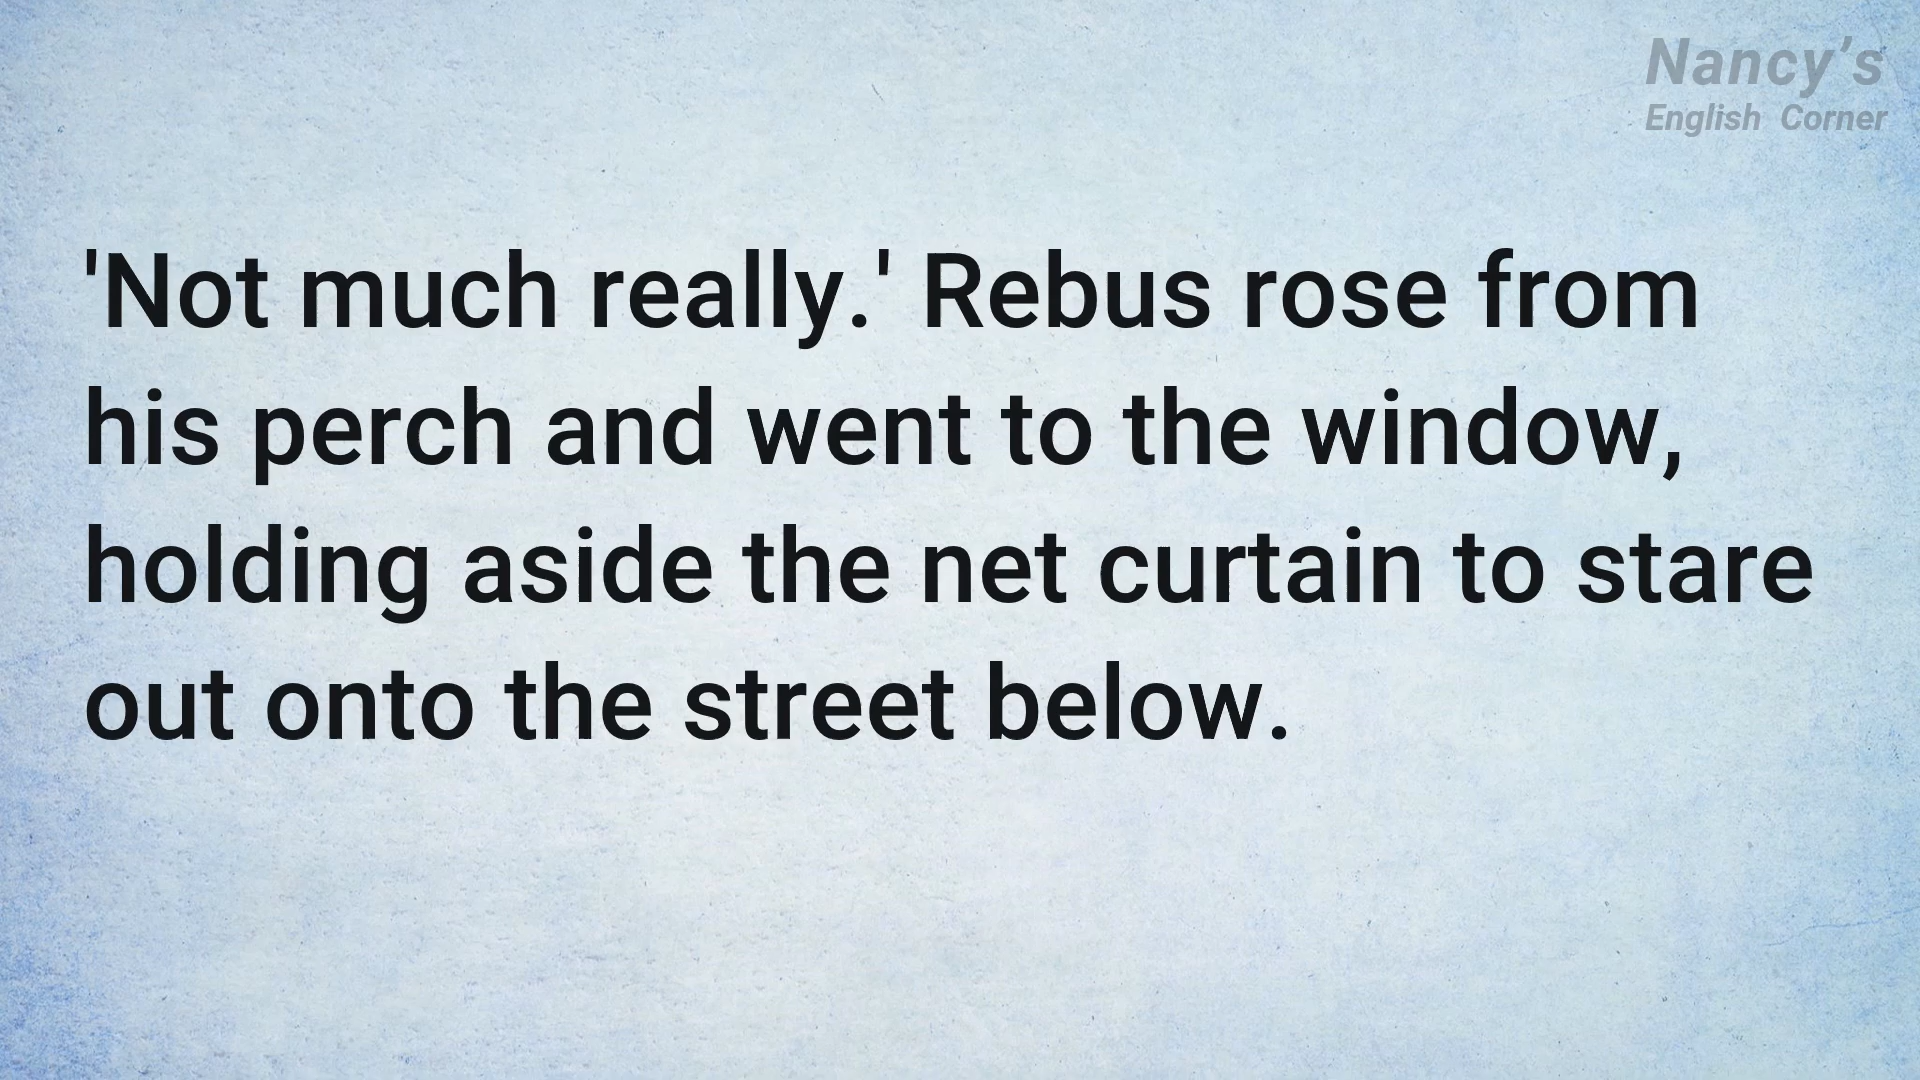 Nancy’s
English Corner
'Not much really.' Rebus rose from
his perch and went to the window,
holding aside the net curtain to stare
out onto the street below.